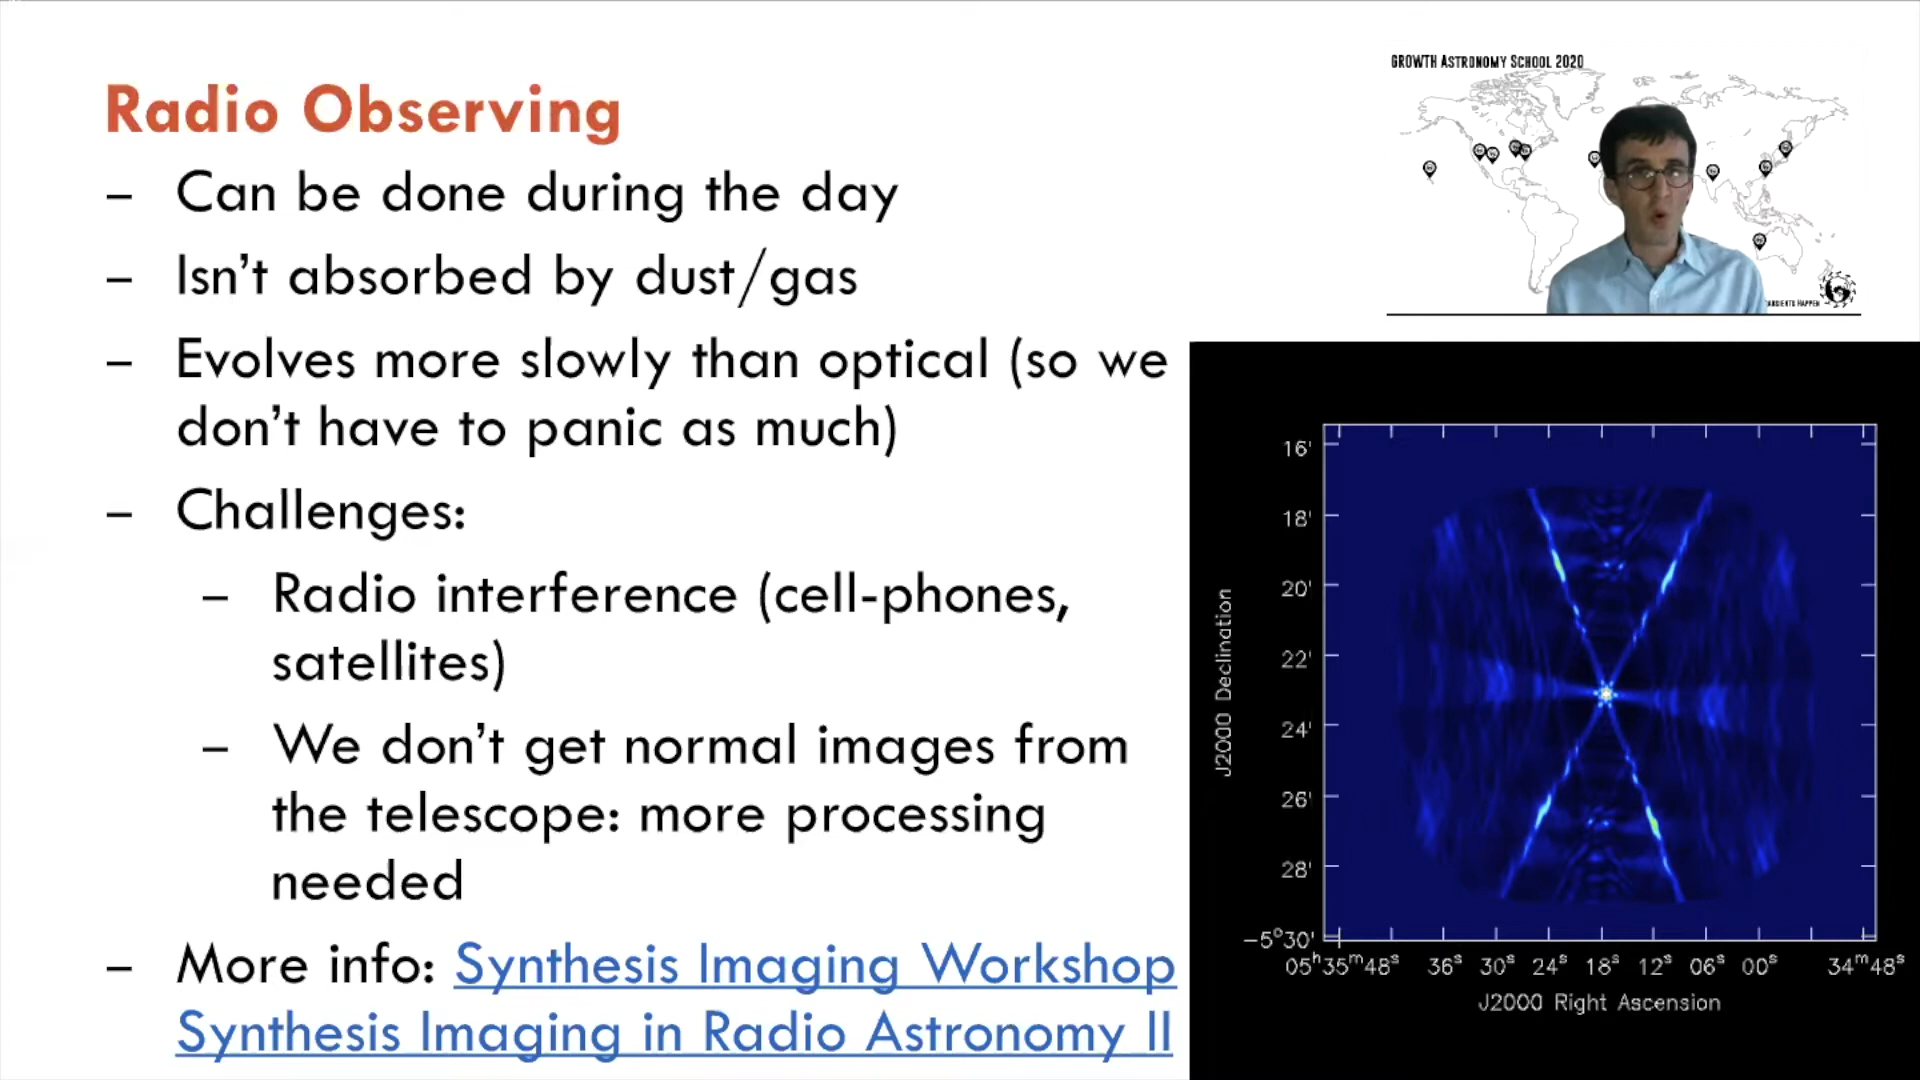 Radio Observing
– Can be done during the day
– Isn't absorbed by dust/gas
– Evolves more slowly than optical (so we
don't have to panic as much)
– Challenges:
– Radio interference (cell-phones,
satellites)
– We don't get normal images from
the telescope: more processing
needed
– More info: Synthesis Imaging Workshop
Synthesis Imaging in Radio Astronomy II
GROWTH ASTRONOMY SCHOOL 2020
HAPPEN
J2000 Declination
16'
18'
20'
22'
24'
26'
28'
−5°30'
05ʰ35ᵐ48ˢ 36ˢ 30ˢ 24ˢ 18ˢ 12ˢ 06ˢ 00ˢ 34ᵐ48ˢ
J2000 Right Ascension